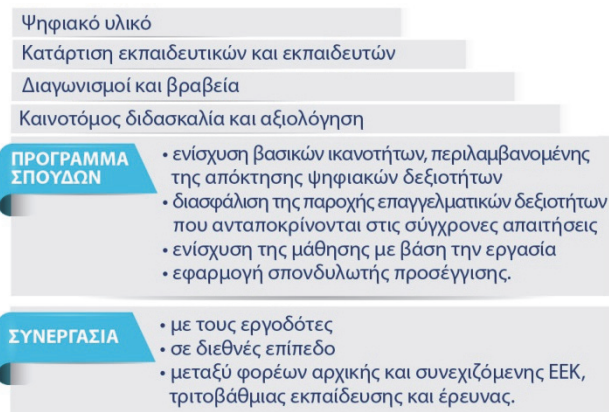 Ψηφιακό υλικό
Κατάρτιση εκπαιδευτικών και εκπαιδευτών
Διαγωνισμοί και βραβεία
Καινοτόμος διδασκαλία και αξιολόγηση
ΠΡΟΓΡΑΜΜΑ
ΣΠΟΥΔΩΝ
• ενίσχυση βασικών ικανοτήτων, περιλαμβανομένης
της απόκτησης ψηφιακών δεξιοτήτων
• διασφάλιση της παροχής επαγγελματικών δεξιοτήτων
που ανταποκρίνονται στις σύγχρονες απαιτήσεις
• ενίσχυση της μάθησης με βάση την εργασία
• εφαρμογή σπονδυλωτής προσέγγισης.
ΣΥΝΕΡΓΑΣΙΑ
• με τους εργοδότες
• σε διεθνές επίπεδο
• μεταξύ φορέων αρχικής και συνεχιζόμενης ΕΕΚ,
τριτοβάθμιας εκπαίδευσης και έρευνας.